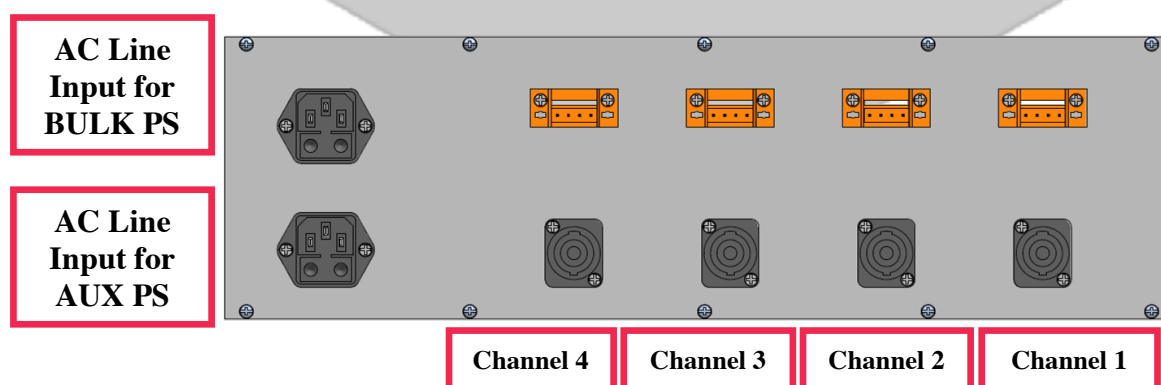 AC Line
Input for
BULK PS
AC Line
Input for
AUX PS
Channel 4
Channel 3
Channel 2
Channel 1